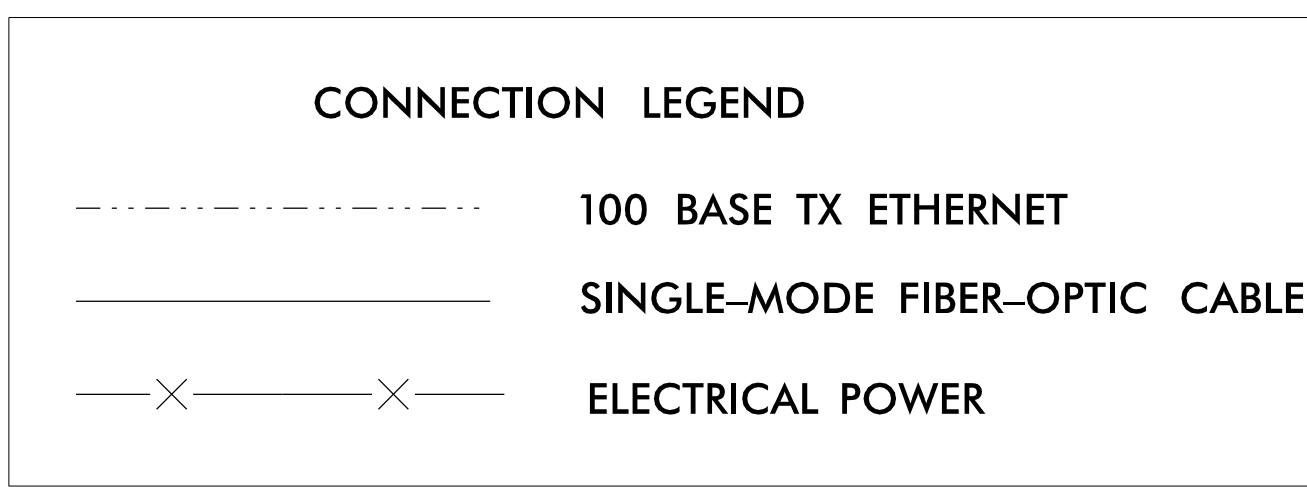 CONNECTION LEGEND
100 BASE TX ETHERNET
SINGLE–MODE FIBER–OPTIC CABLE
ELECTRICAL POWER